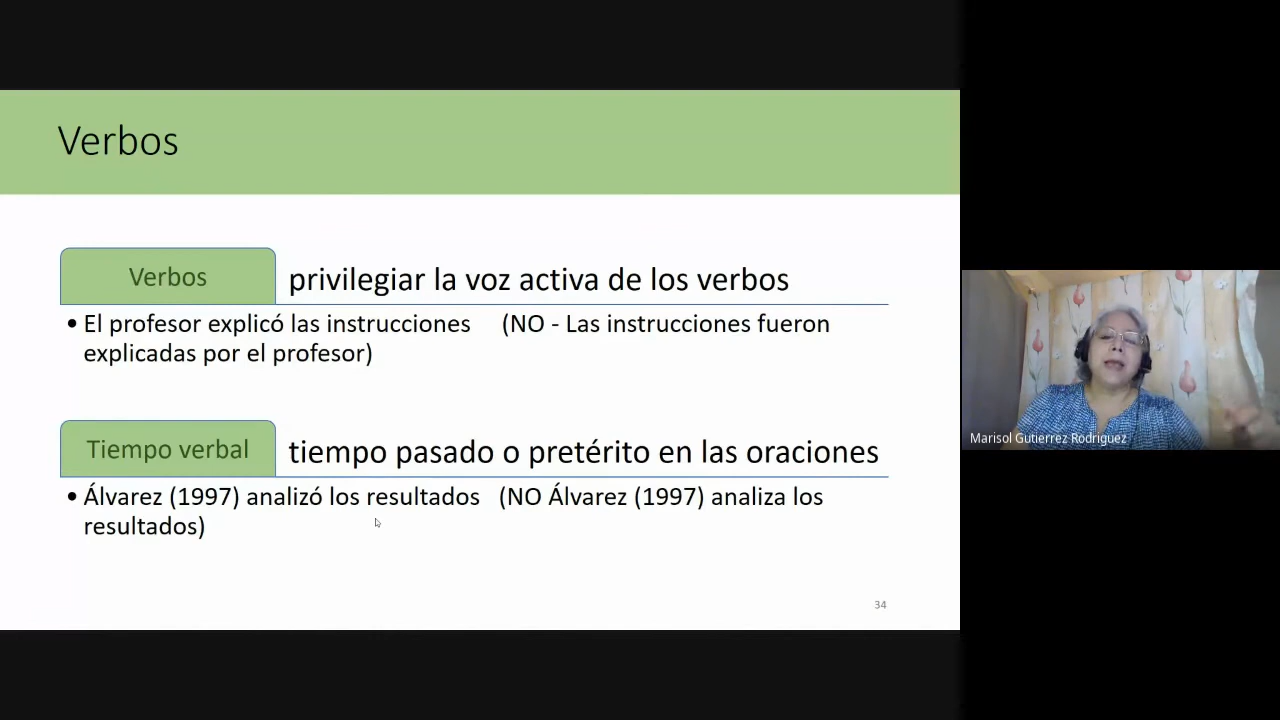 Verbos
Verbos
privilegiar la voz activa de los verbos
• El profesor explicó las instrucciones (NO - Las instrucciones fueron
explicadas por el profesor)
Tiempo verbal
tiempo pasado o pretérito en las oraciones
• Álvarez (1997) analizó los resultados (NO Álvarez (1997) analiza los
resultados)
34
Marisol Gutierrez Rodriguez